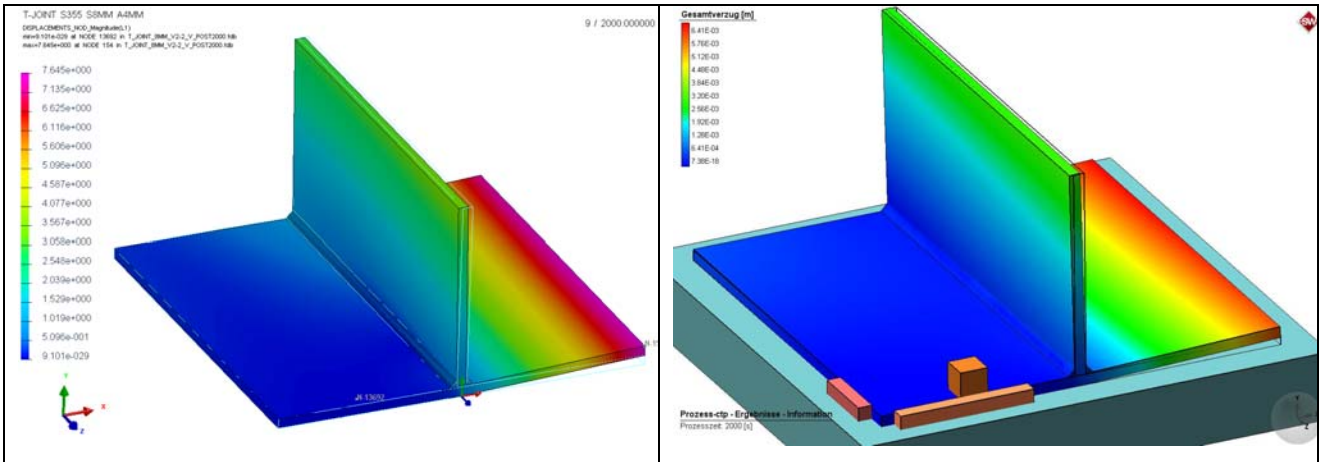 T-JOINT S355 S8MM A4MM
DISPLACEMENTS_NOD_Magnitude(L1)
min=9.101e-029 at NODE 13692 in T_JOINT_8MM_V2-2_V_POST2000.fdb
max=7.645e+000 at NODE 154 in T_JOINT_8MM_V2-2_V_POST2000.fdb
9 / 2000.000000
7.645e+000
7.135e+000
6.625e+000
6.116e+000
5.606e+000
5.096e+000
4.587e+000
4.077e+000
3.567e+000
3.058e+000
2.548e+000
2.039e+000
1.529e+000
1.019e+000
5.096e-001
9.101e-029
N-13692
N-15
Y
X
Z
Gesamtverzug [m]
6.41E-03
5.76E-03
5.12E-03
4.48E-03
3.84E-03
3.20E-03
2.56E-03
1.92E-03
1.28E-03
6.41E-04
7.38E-18
SW
Prozess-ctp - Ergebnisse - Information
Prozesszeit: 2000 [s]
Y
Z